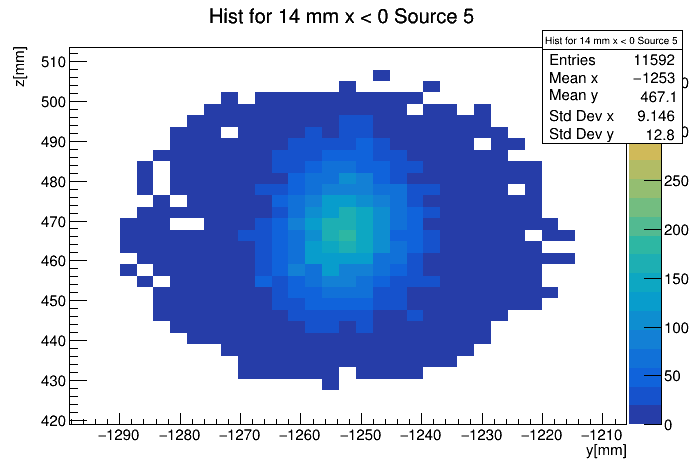 Hist for 14 mm x < 0 Source 5
z[mm]
510
500
490
480
470
460
450
440
430
420
−1290 −1280 −1270 −1260 −1250 −1240 −1230 −1220 −1210
y[mm]
Hist for 14 mm x < 0 Source 5
Entries 11592
Mean x −1253
Mean y 467.1
Std Dev x 9.146
Std Dev y 12.8
250
200
150
100
50
0